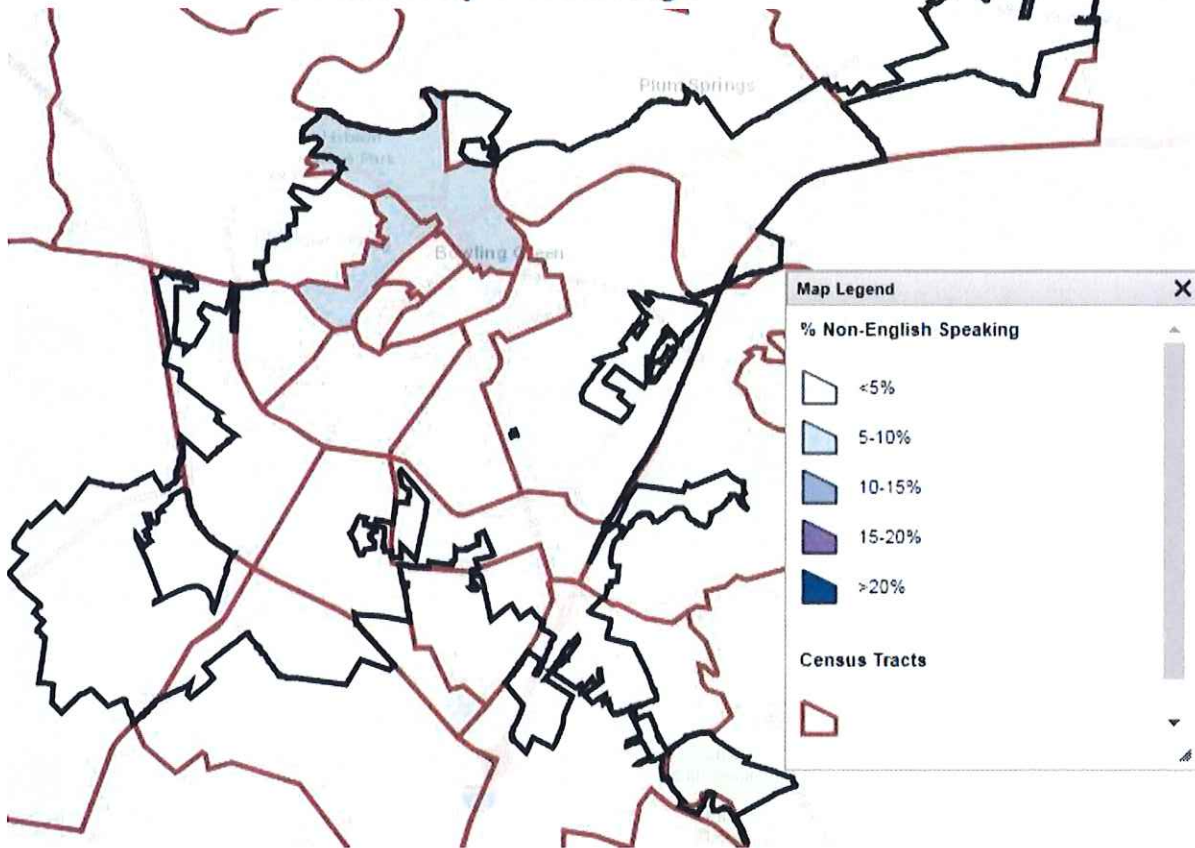 Plum Springs
Park
Bowling Green
Map Legend
% Non-English Speaking
<5%
5-10%
10-15%
15-20%
>20%
Census Tracts